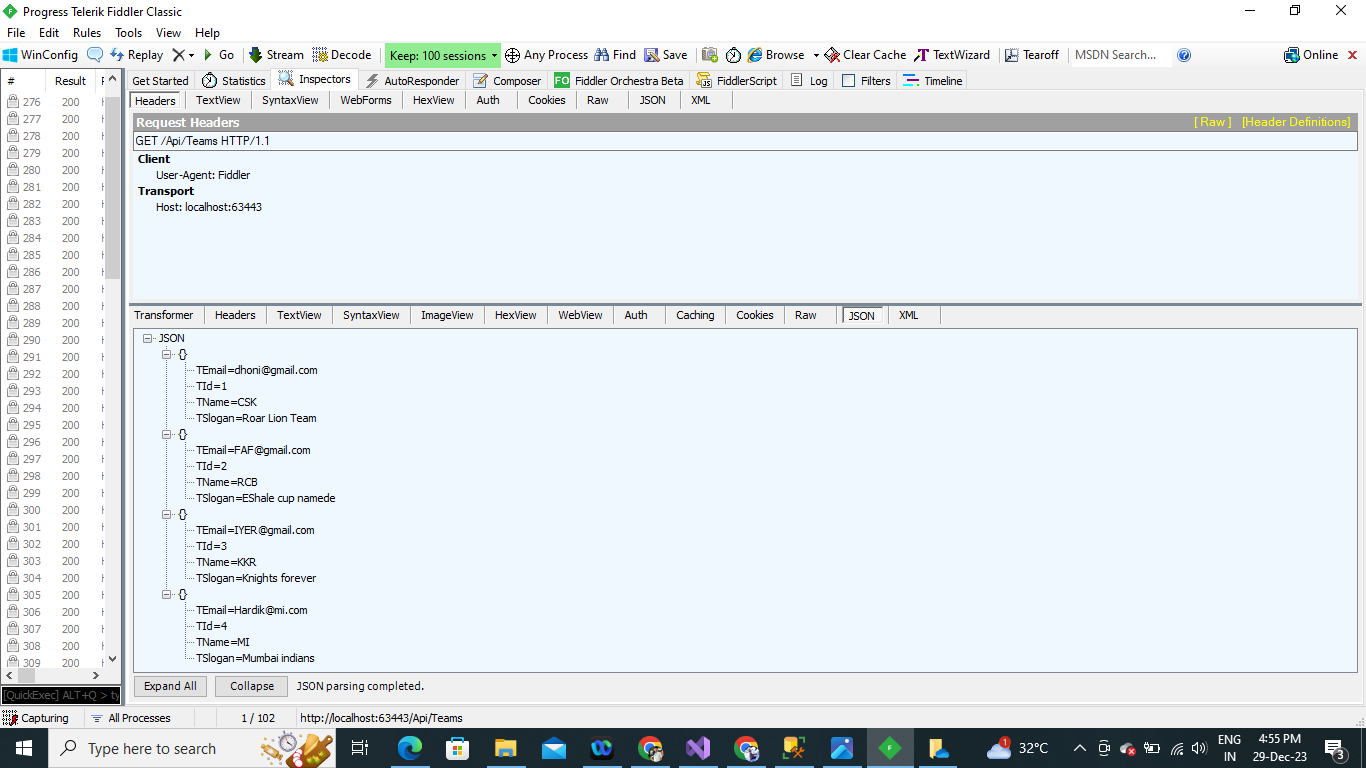 Progress Telerik Fiddler Classic
File Edit Rules Tools View Help
WinConfig Replay Go Stream Decode Keep: 100 sessions Any Process Find Save Browse Clear Cache TextWizard Tearoff MSDN Search... Online
# Result
Get Started Statistics Inspectors AutoResponder Composer FO Fiddler Orchestra Beta FiddlerScript Log Filters Timeline
Headers TextView SyntaxView WebForms HexView Auth Cookies Raw JSON XML
Request Headers [ Raw ] [Header Definitions]
GET /Api/Teams HTTP/1.1
Client
User-Agent: Fiddler
Transport
Host: localhost:63443
276 200
277 200
278 200
279 200
280 200
281 200
282 200
283 200
284 200
285 200
286 200
287 200
288 200
289 200
290 200
291 200
292 200
293 200
294 200
295 200
296 200
297 200
298 200
299 200
300 200
301 200
302 200
303 200
304 200
305 200
306 200
307 200
308 200
309 200
Transformer Headers TextView SyntaxView ImageView HexView WebView Auth Caching Cookies Raw JSON XML
JSON
{}
TEmail=dhoni@gmail.com
TId=1
TName=CSK
TSlogan=Roar Lion Team
{}
TEmail=FAF@gmail.com
TId=2
TName=RCB
TSlogan=EShale cup namede
{}
TEmail=IYER@gmail.com
TId=3
TName=KKR
TSlogan=Knights forever
{}
TEmail=Hardik@mi.com
TId=4
TName=MI
TSlogan=Mumbai indians
Expand All Collapse JSON parsing completed.
[QuickExec] ALT+Q > ty
Capturing All Processes 1 / 102 http://localhost:63443/Api/Teams
Type here to search
1 32°C
ENG
IN
4:55 PM
29-Dec-23
3